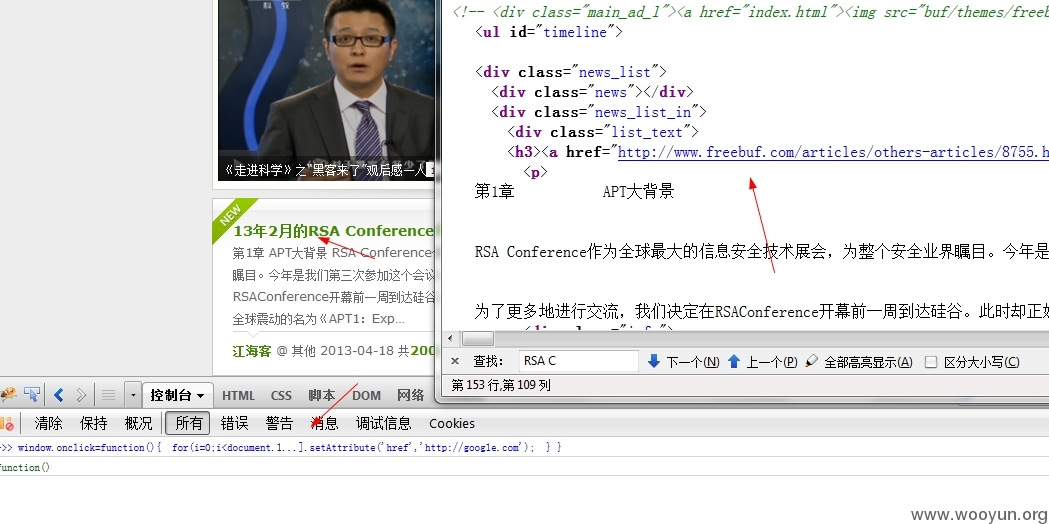 《走进科学》之"黑客来了"观后感一人
NEW
13年2月的RSA Conference
第1章 APT大背景 RSA Conference
瞩目。今年是我们第三次参加这个会议
RSAConference开幕前一周到达硅谷
全球震动的名为《APT1：Exp...
江海客 @ 其他 2013-04-18 共200
<!-- <div class="main_ad_l"><a href="index.html"><img src="buf/themes/freeb
<ul id="timeline">
<div class="news_list">
<div class="news"></div>
<div class="news_list_in">
<div class="list_text">
<h3><a href="http://www.freebuf.com/articles/others-articles/8755.h
<p>
第1章 APT大背景
RSA Conference作为全球最大的信息安全技术展会，为整个安全业界瞩目。今年是
为了更多地进行交流，我们决定在RSAConference开幕前一周到达硅谷。此时却正
查找: RSA C 下一个(N) 上一个(P) 全部高亮显示(A) 区分大小写(C)
第 153 行,第 109 列
控制台 HTML CSS 脚本 DOM 网络
清除 保持 概况 所有 错误 警告 消息 调试信息 Cookies
>>> window.onclick=function(){ for(i=0;i<document.l...].setAttribute('href','http://google.com'); } }
function()
www.wooyun.org